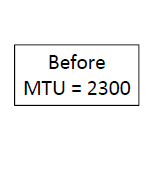 Before
MTU = 2300